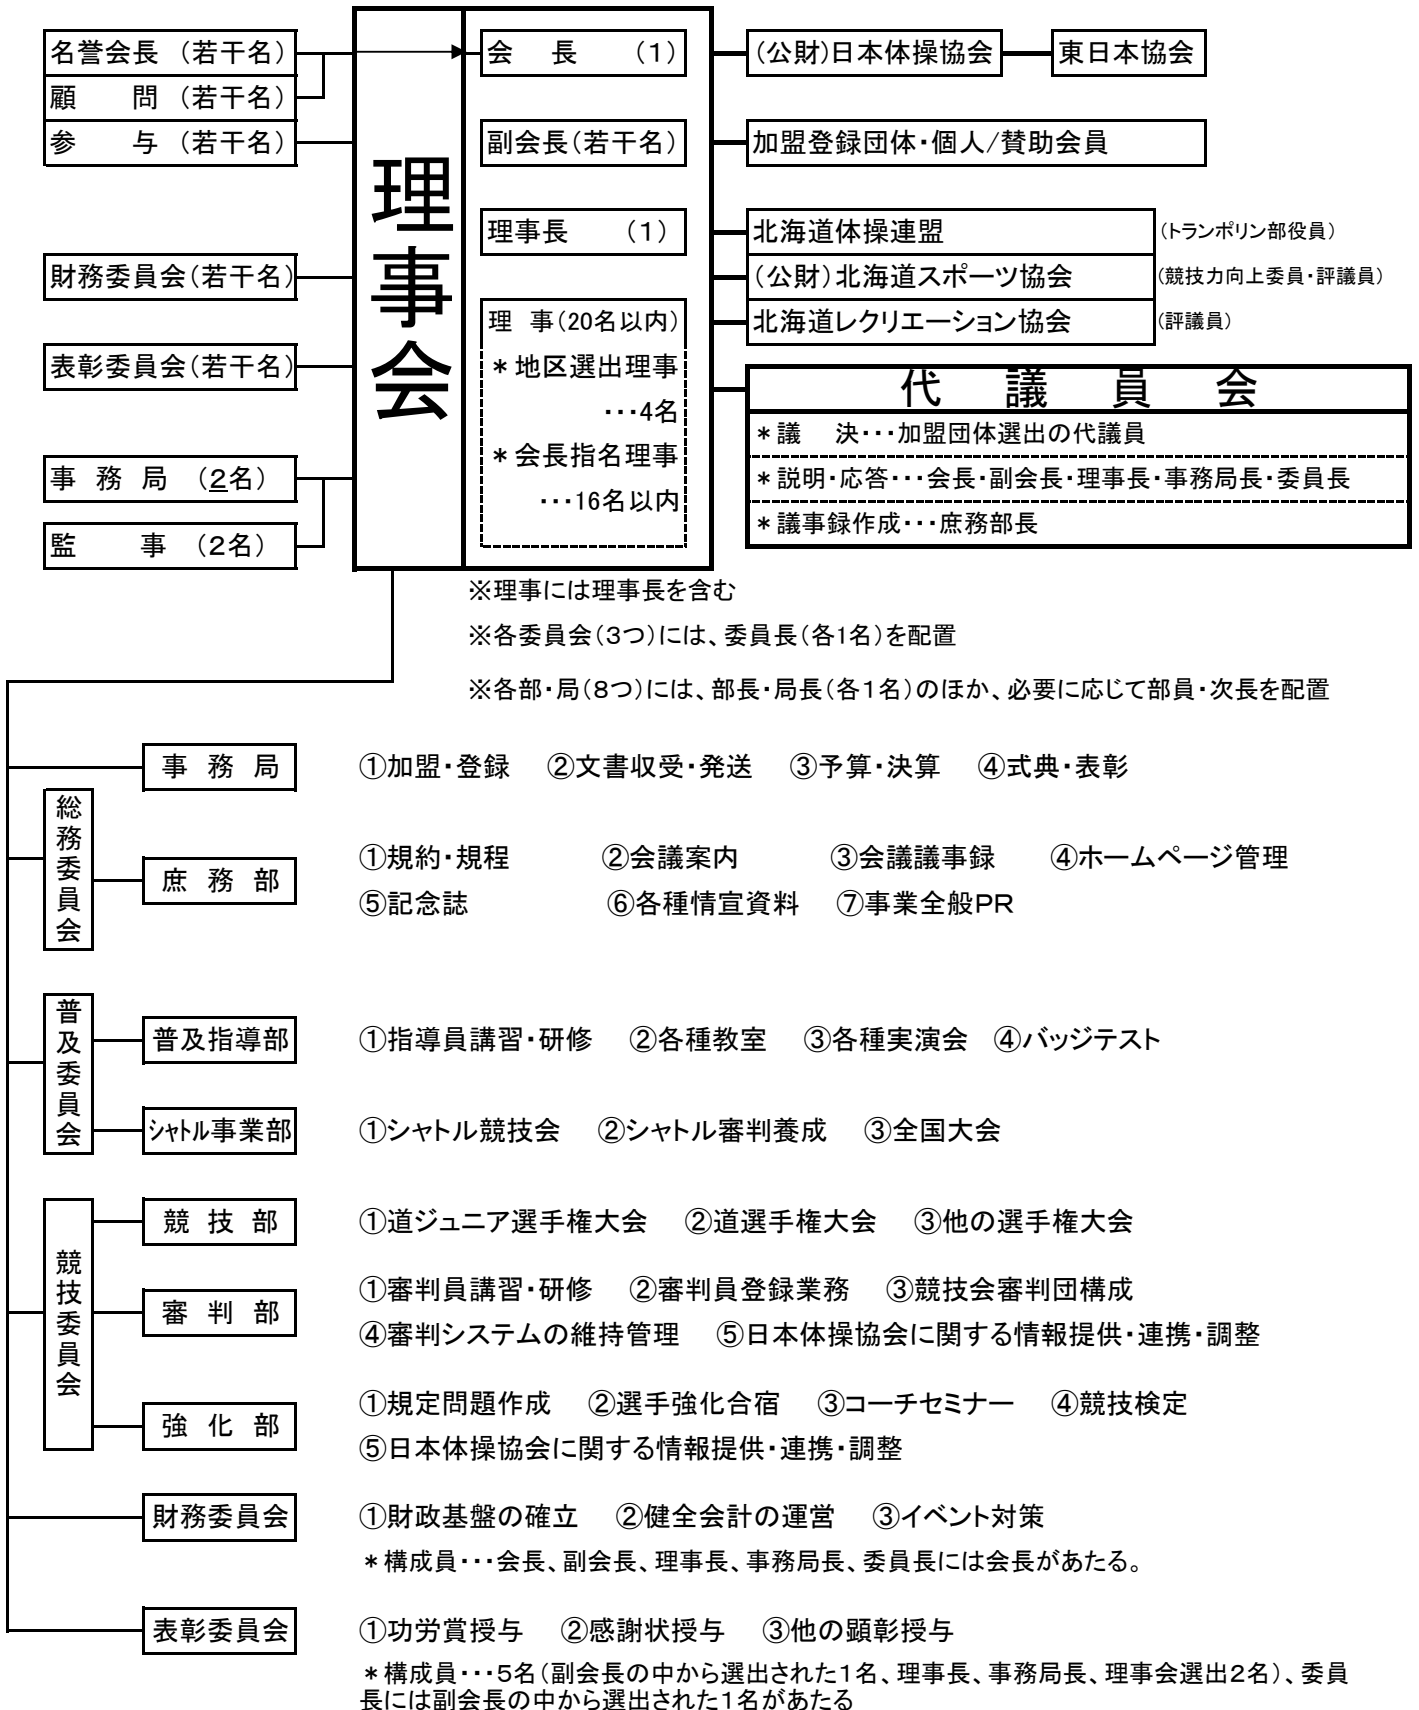 名誉会長（若干名）
顧　問（若干名）
参　与（若干名）
財務委員会（若干名）
表彰委員会（若干名）
事務局（2名）
監　事（2名）
理事会
会　長　（1）
副会長（若干名）
理事長　（1）
理　事（20名以内）
＊地区選出理事
・・・4名
＊会長指名理事
・・・16名以内
（公財）日本体操協会
東日本協会
加盟登録団体・個人/賛助会員
北海道体操連盟
（トランポリン部役員）
（公財）北海道スポーツ協会
（競技力向上委員・評議員）
北海道レクリエーション協会
（評議員）
代　議　員　会
＊議　決・・・加盟団体選出の代議員
＊説明・応答・・・会長・副会長・理事長・事務局長・委員長
＊議事録作成・・・庶務部長
※理事には理事長を含む
※各委員会（3つ）には、委員長（各1名）を配置
※各部・局（8つ）には、部長・局長（各1名）のほか、必要に応じて部員・次長を配置
事務局
①加盟・登録　②文書収受・発送　③予算・決算　④式典・表彰
総務委員会
庶務部
①規約・規程　②会議案内　③会議議事録　④ホームページ管理
⑤記念誌　⑥各種情宣資料　⑦事業全般PR
普及委員会
普及指導部
①指導員講習・研修　②各種教室　③各種実演会　④バッジテスト
ｼｬﾄﾙ事業部
①シャトル競技会　②シャトル審判養成　③全国大会
競技委員会
競技部
①道ジュニア選手権大会　②道選手権大会　③他の選手権大会
審判部
①審判員講習・研修　②審判員登録業務　③競技会審判団構成
④審判システムの維持管理　⑤日本体操協会に関する情報提供・連携・調整
強化部
①規定問題作成　②選手強化合宿　③コーチセミナー　④競技検定
⑤日本体操協会に関する情報提供・連携・調整
財務委員会
①財政基盤の確立　②健全会計の運営　③イベント対策
＊構成員・・・会長、副会長、理事長、事務局長、委員長には会長があたる。
表彰委員会
①功労賞授与　②感謝状授与　③他の顕彰授与
＊構成員・・・5名（副会長の中から選出された1名、理事長、事務局長、理事会選出2名）、委員
長には副会長の中から選出された1名があたる